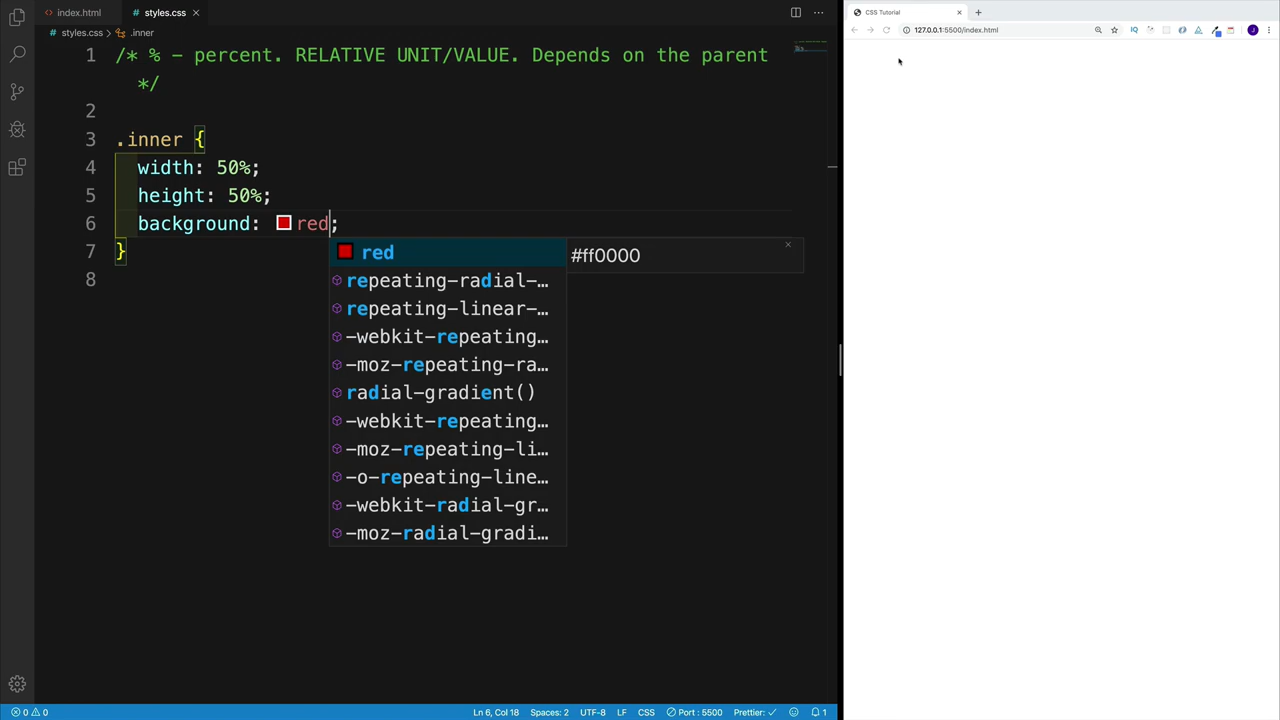 index.html
styles.css
styles.css > .inner
1 /* % – percent. RELATIVE UNIT/VALUE. Depends on the parent
*/
2
3 .inner {
4 width: 50%;
5 height: 50%;
6 background: red;
7 }
8
red
#ff0000
repeating-radial-…
repeating-linear-…
-webkit-repeating…
-moz-repeating-ra…
radial-gradient()
-webkit-repeating…
-moz-repeating-li…
-o-repeating-line…
-webkit-radial-gr…
-moz-radial-gradi…
0 0 Ln 6, Col 18 Spaces: 2 UTF-8 LF CSS Port : 5500 Prettier: ✓ 1
CSS Tutorial
127.0.0.1:5500/index.html
IQ
J